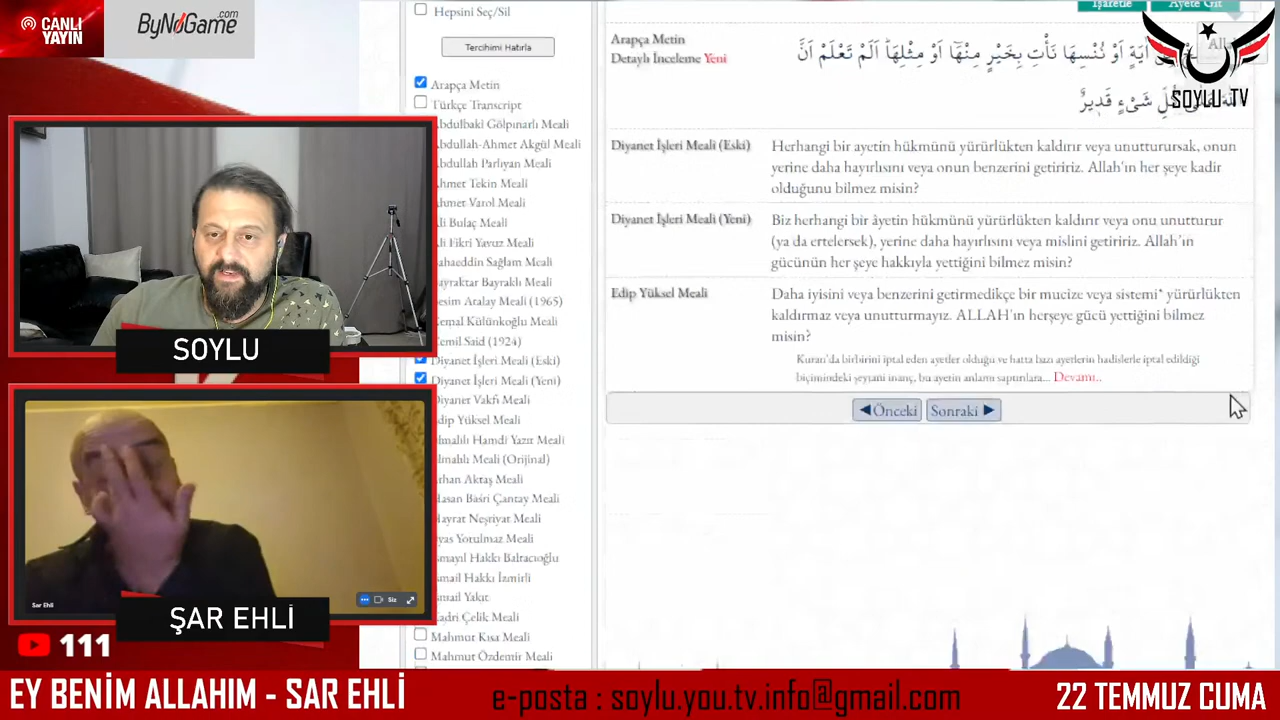 CANLI
YAYIN
ByNoGame.com
Hepsini Seç/Sil
Tercihimi Hatırla
Arapça Metin
Türkçe Transcript
Abdulbaki Gölpınarlı Meali
Abdullah-Ahmet Akgül Meali
Abdullah Parlıyan Meali
Ahmet Tekin Meali
Ahmet Varol Meali
Ali Bulaç Meali
Ali Fikri Yavuz Meali
Bahaeddin Sağlam Meali
Bayraktar Bayraklı Meali
Besim Atalay Meali (1965)
Cemal Külünkoğlu Meali
Cemil Said (1924)
Diyanet İşleri Meali (Eski)
Diyanet İşleri Meali (Yeni)
Diyanet Vakfı Meali
Edip Yüksel Meali
Elmalılı Hamdi Yazır Meali
Elmalılı Meali (Orijinal)
Erhan Aktaş Meali
Hasan Basri Çantay Meali
Hayrat Neşriyat Meali
İlyas Yorulmaz Meali
İsmayıl Hakkı Baltacıoğlu
İsmail Hakkı İzmirli
İsmail Yakıt
Kadri Çelik Meali
Mahmut Kısa Meali
Mahmut Özdemir Meali
İşaretle
Ayete Git
Arapça Metin
Detaylı İnceleme Yeni
اٰيَةٍ اَوْ نُنْسِهَا نَأْتِ بِخَيْرٍ مِنْهَٓا اَوْ مِثْلِهَاۜ اَلَمْ تَعْلَمْ اَنَّ
شَيْءٍ قَد۪يرٌ
SOYLU TV
Diyanet İşleri Meali (Eski)
Herhangi bir ayetin hükmünü yürürlükten kaldırır veya unutturursak, onun
yerine daha hayırlısını veya onun benzerini getiririz. Allah'ın her şeye kadir
olduğunu bilmez misin?
Diyanet İşleri Meali (Yeni)
Biz herhangi bir âyetin hükmünü yürürlükten kaldırır veya onu unutturur
(ya da ertelersek), yerine daha hayırlısını veya mislini getiririz. Allah'ın
gücünün her şeye hakkıyla yettiğini bilmez misin?
Edip Yüksel Meali
Daha iyisini veya benzerini getirmedikçe bir mucize veya sistemi* yürürlükten
kaldırmaz veya unutturmayız. ALLAH'ın herşeye gücü yettiğini bilmez
misin?
Kuran'da birbirini iptal eden ayetler olduğu ve hatta bazı ayetlerin hadislerle iptal edildiği
biçimindeki şeytani inanç, bu ayetin anlamı saptırılara... Devamı..
Önceki
Sonraki
SOYLU
Sar Ehli
Siz
ŞAR EHLİ
111
EY BENİM ALLAHIM - SAR EHLİ
e-posta : soylu.you.tv.info@gmail.com
22 TEMMUZ CUMA